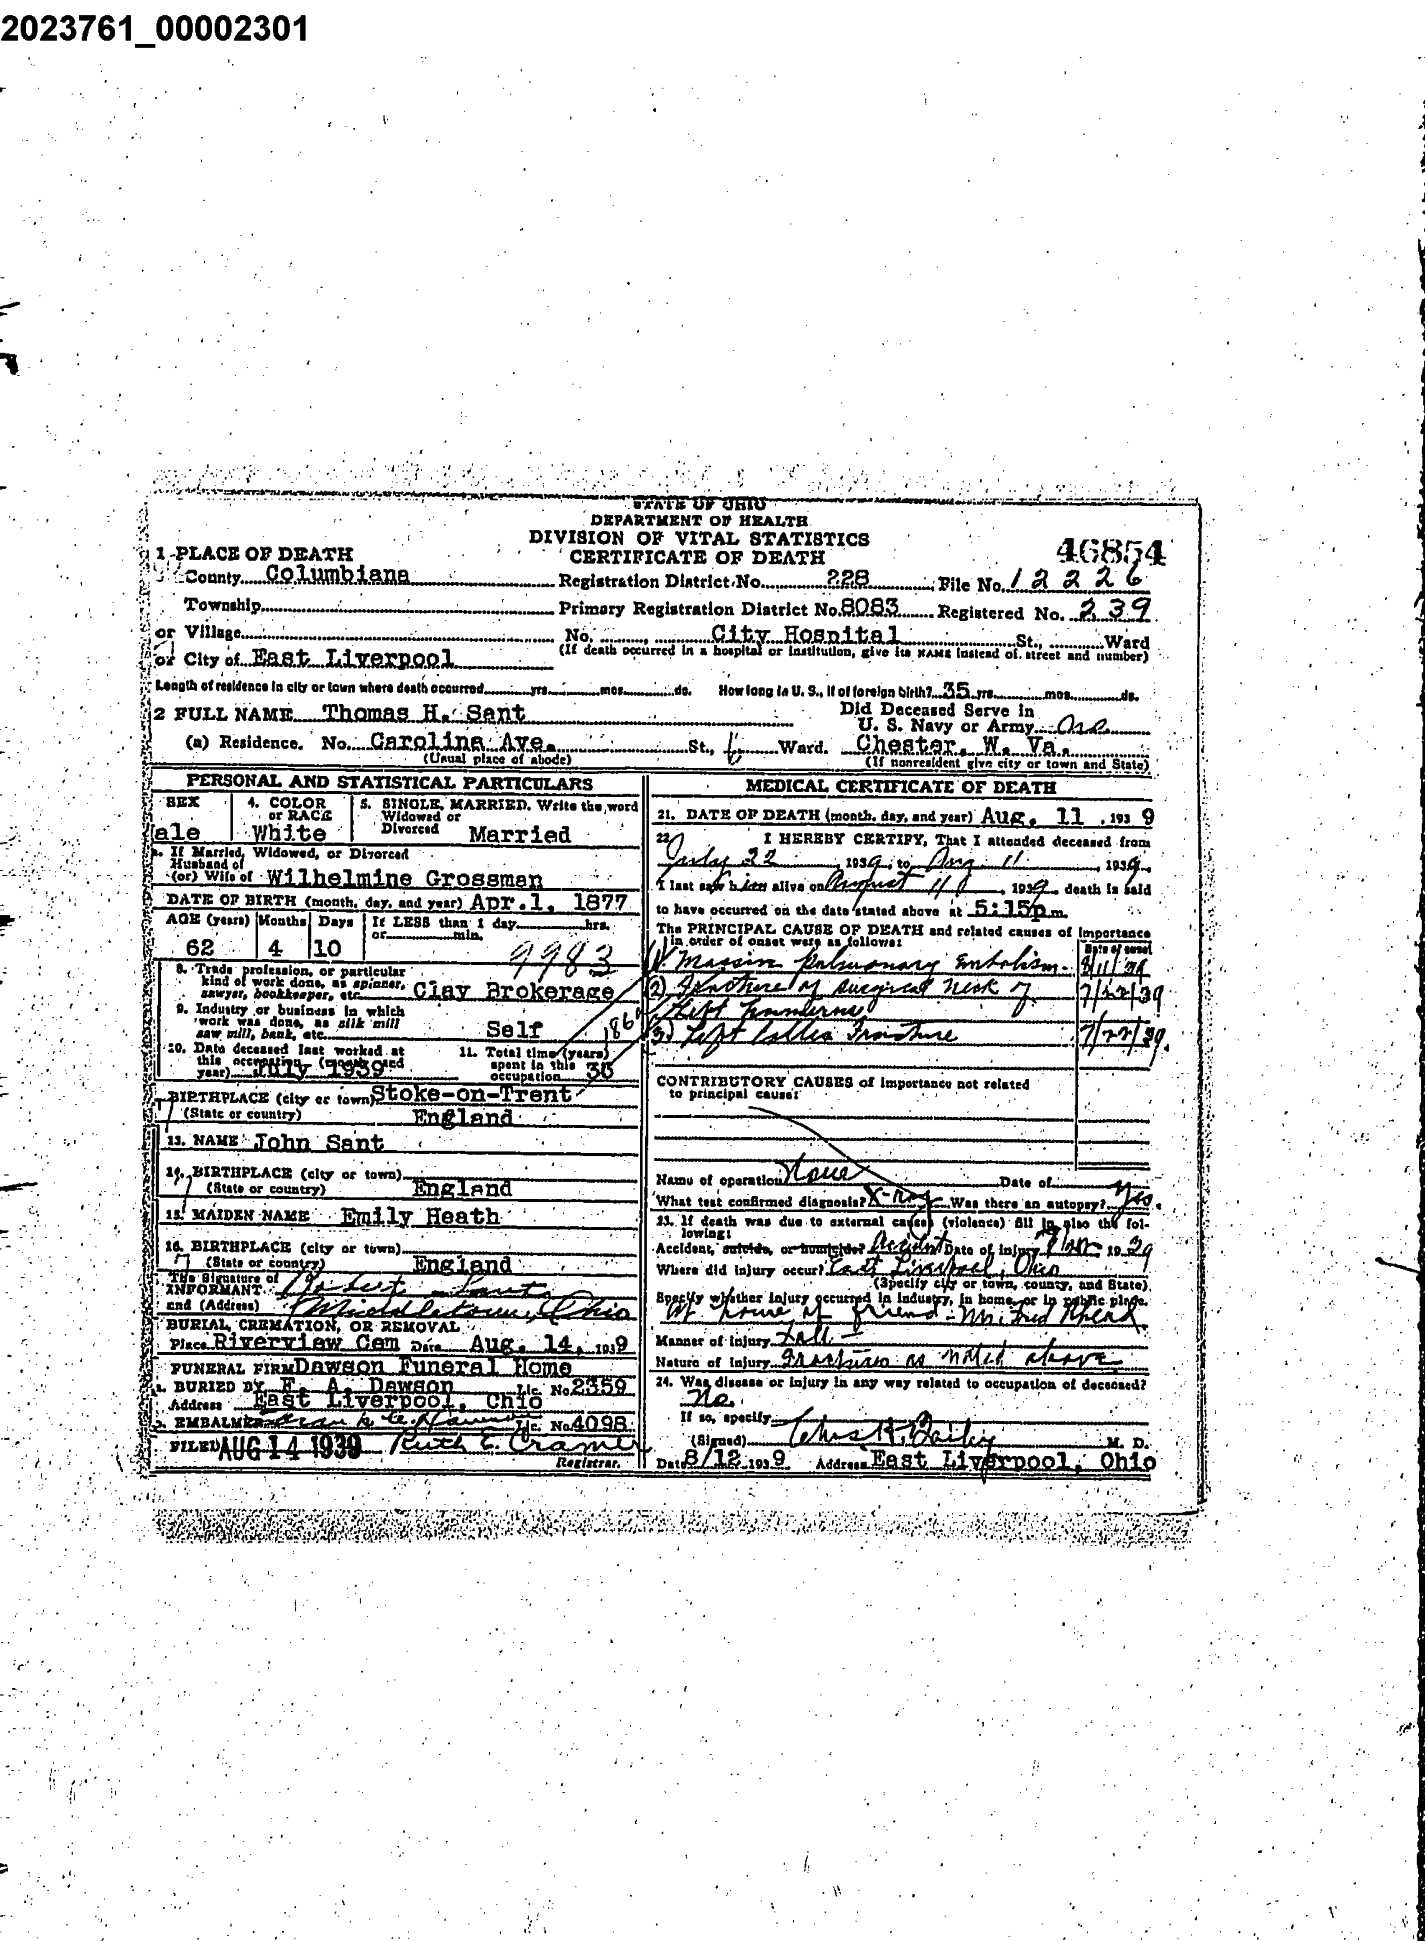 2023761_00002301
STATE OF OHIO
DEPARTMENT OF HEALTH
DIVISION OF VITAL STATISTICS
CERTIFICATE OF DEATH
46854
1 PLACE OF DEATH
County Columbiana Registration District No. 228 File No. 12226
Township Primary Registration District No. 8083 Registered No. 239
or Village No. City Hospital St., Ward
(If death occurred in a hospital or institution, give its NAME instead of street and number)
or City of East Liverpool
Length of residence in city or town where death occurred yrs. mos. ds. How long in U. S., if of foreign birth? 35 yrs. mos. ds.
2 FULL NAME Thomas H. Sant
Did Deceased Serve in
U. S. Navy or Army no
(a) Residence. No. Carolina Ave. St., Ward. Chester, W. Va.
(Usual place of abode) (If nonresident give city or town and State)
PERSONAL AND STATISTICAL PARTICULARS
SEX 4. COLOR or RACE 5. SINGLE, MARRIED, Write the word
Widowed or
Divorced
ale White Married
If Married, Widowed, or Divorced
Husband of
(or) Wife of Wilhelmine Grossman
DATE OF BIRTH (month, day, and year) Apr. 1, 1877
AGE (years) Months Days If LESS than 1 day hrs.
or min.
62 4 10
9983
8. Trade, profession, or particular
kind of work done, as spinner,
sawyer, bookkeeper, etc. Clay Brokerage
9. Industry or business in which
work was done, as silk mill
saw mill, bank, etc. Self
10. Date deceased last worked at
this occupation (month and
year) July 1939
11. Total time (years)
spent in this
occupation 35
BIRTHPLACE (city or town) Stoke-on-Trent
(State or country) England
13. NAME John Sant
14. BIRTHPLACE (city or town)
(State or country) England
15. MAIDEN NAME Emily Heath
16. BIRTHPLACE (city or town)
(State or country) England
The Signature of
INFORMANT Robert Sant
and (Address) Middletown, Ohio
BURIAL, CREMATION, OR REMOVAL
Place Riverview Cem Date Aug. 14, 1939
FUNERAL FIRM Dawson Funeral Home
BURIED BY F. A. Dawson Lic. No. 2359
Address East Liverpool, Ohio
EMBALMER Lic. No. 4098
FILED AUG 14 1939 Ruth E. Cramer
Registrar.
MEDICAL CERTIFICATE OF DEATH
21. DATE OF DEATH (month, day, and year) Aug. 11, 1939
22. I HEREBY CERTIFY, That I attended deceased from
July 22, 1939, to Aug 11, 1939.
I last saw him alive on August 11, 1939, death is said
to have occurred on the date stated above at 5:15p m.
The PRINCIPAL CAUSE OF DEATH and related causes of importance
in order of onset were as follows: Date of onset
1. Massive pulmonary embolism. 8/11/39
(2) Fracture of surgical neck of 7/22/39
left humerus
(3) Left Colles Fracture 7/22/39.
CONTRIBUTORY CAUSES of importance not related
to principal cause:
Name of operation None Date of
What test confirmed diagnosis? X-Ray Was there an autopsy? Yes.
23. If death was due to external causes (violence) fill in also the fol-
lowing:
Accident, suicide, or homicide? Accident Date of injury 7/22 1939
Where did injury occur? East Liverpool, Ohio
(Specify city or town, county, and State)
Specify whether injury occurred in industry, in home, or in public place.
At house of friend - Mr. Fred Rhead.
Manner of injury Fall -
Nature of injury Fractures as noted above
24. Was disease or injury in any way related to occupation of deceased?
No.
If so, specify
(Signed) M. D.
Date 8/12 1939 Address East Liverpool, Ohio